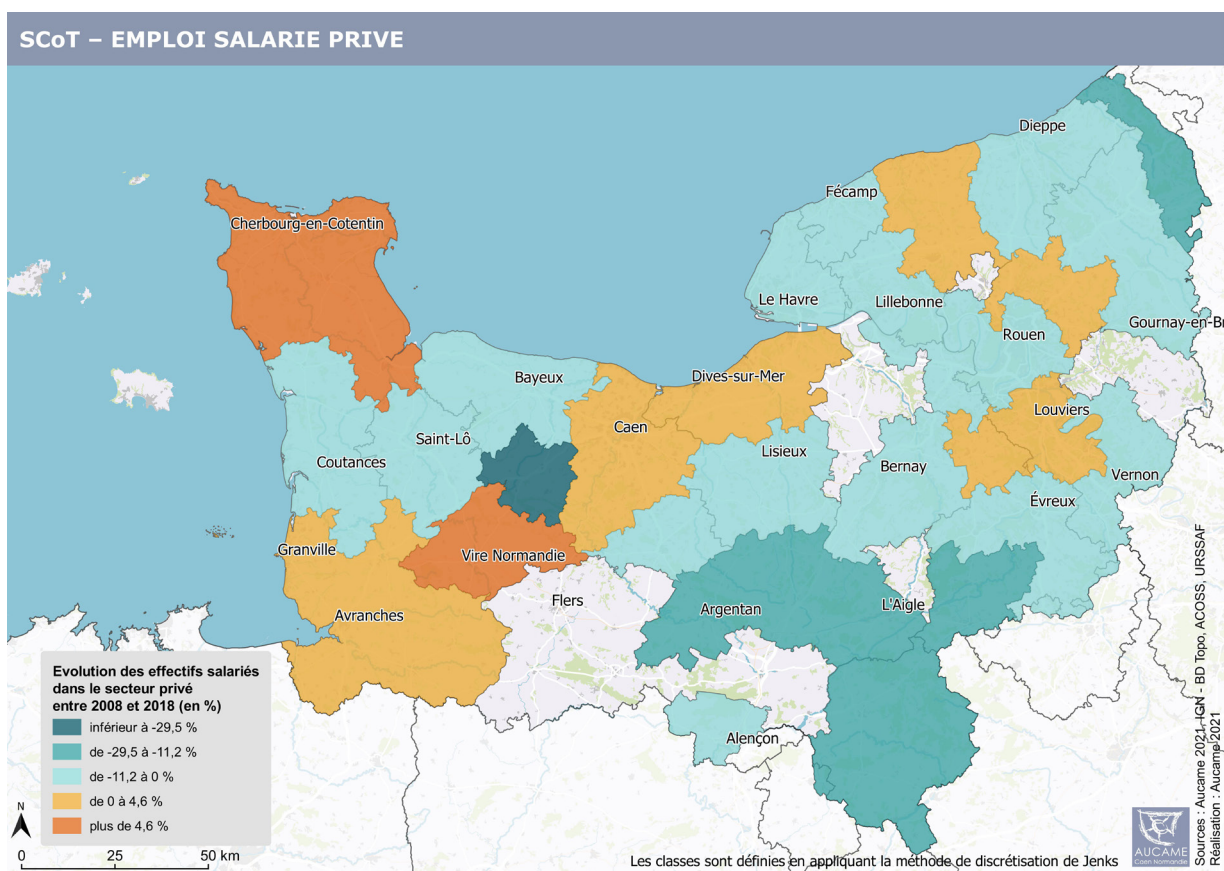 SCoT – EMPLOI SALARIE PRIVE
Dieppe
Fécamp
Cherbourg-en-Cotentin
Le Havre
Lillebonne
Gournay-en-Br
Rouen
Bayeux
Dives-sur-Mer
Louviers
Caen
Saint-Lô
Lisieux
Coutances
Bernay
Vernon
Évreux
Granville
Vire Normandie
Flers
Argentan
L'Aigle
Avranches
Alençon
Evolution des effectifs salariés
dans le secteur privé
entre 2008 et 2018 (en %)
inférieur à -29,5 %
de -29,5 à -11,2 %
de -11,2 à 0 %
de 0 à 4,6 %
plus de 4,6 %
N
0 25 50 km
Les classes sont définies en appliquant la méthode de discrétisation de Jenks
AUCAME
Caen Normandie
Sources : Aucame 2021, IGN - BD Topo, ACOSS, URSSAF
Réalisation : Aucame 2021